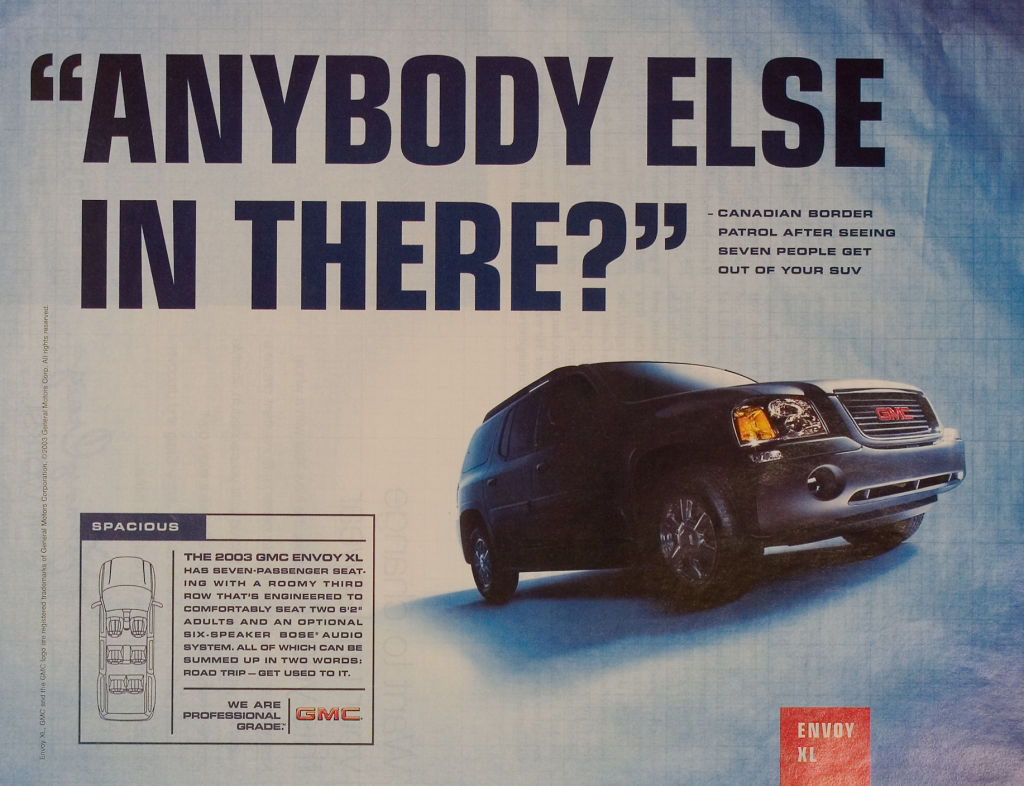 “ANYBODY ELSE
IN THERE?”
- CANADIAN BORDER
PATROL AFTER SEEING
SEVEN PEOPLE GET
OUT OF YOUR SUV
GMC
Envoy XL, GMC and the GMC logo are registered trademarks of General Motors Corporation. ©2003 General Motors Corp. All rights reserved.
SPACIOUS
THE 2003 GMC ENVOY XL
HAS SEVEN-PASSENGER SEAT-
ING WITH A ROOMY THIRD
ROW THAT'S ENGINEERED TO
COMFORTABLY SEAT TWO 6'2"
ADULTS AND AN OPTIONAL
SIX-SPEAKER BOSE® AUDIO
SYSTEM. ALL OF WHICH CAN BE
SUMMED UP IN TWO WORDS:
ROAD TRIP — GET USED TO IT.
WE ARE
PROFESSIONAL
GRADE.™
GMC
ENVOY
XL